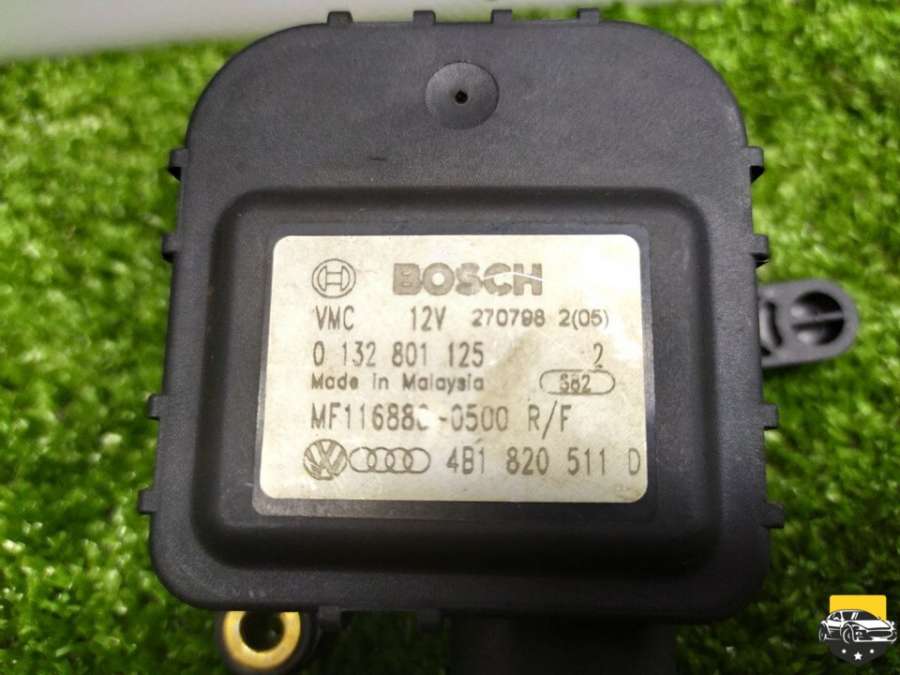 BOSCH
VMC 12V 270798 2(05)
0 132 801 125 2
Made in Malaysia S82
R/F
4B1 820 511 D